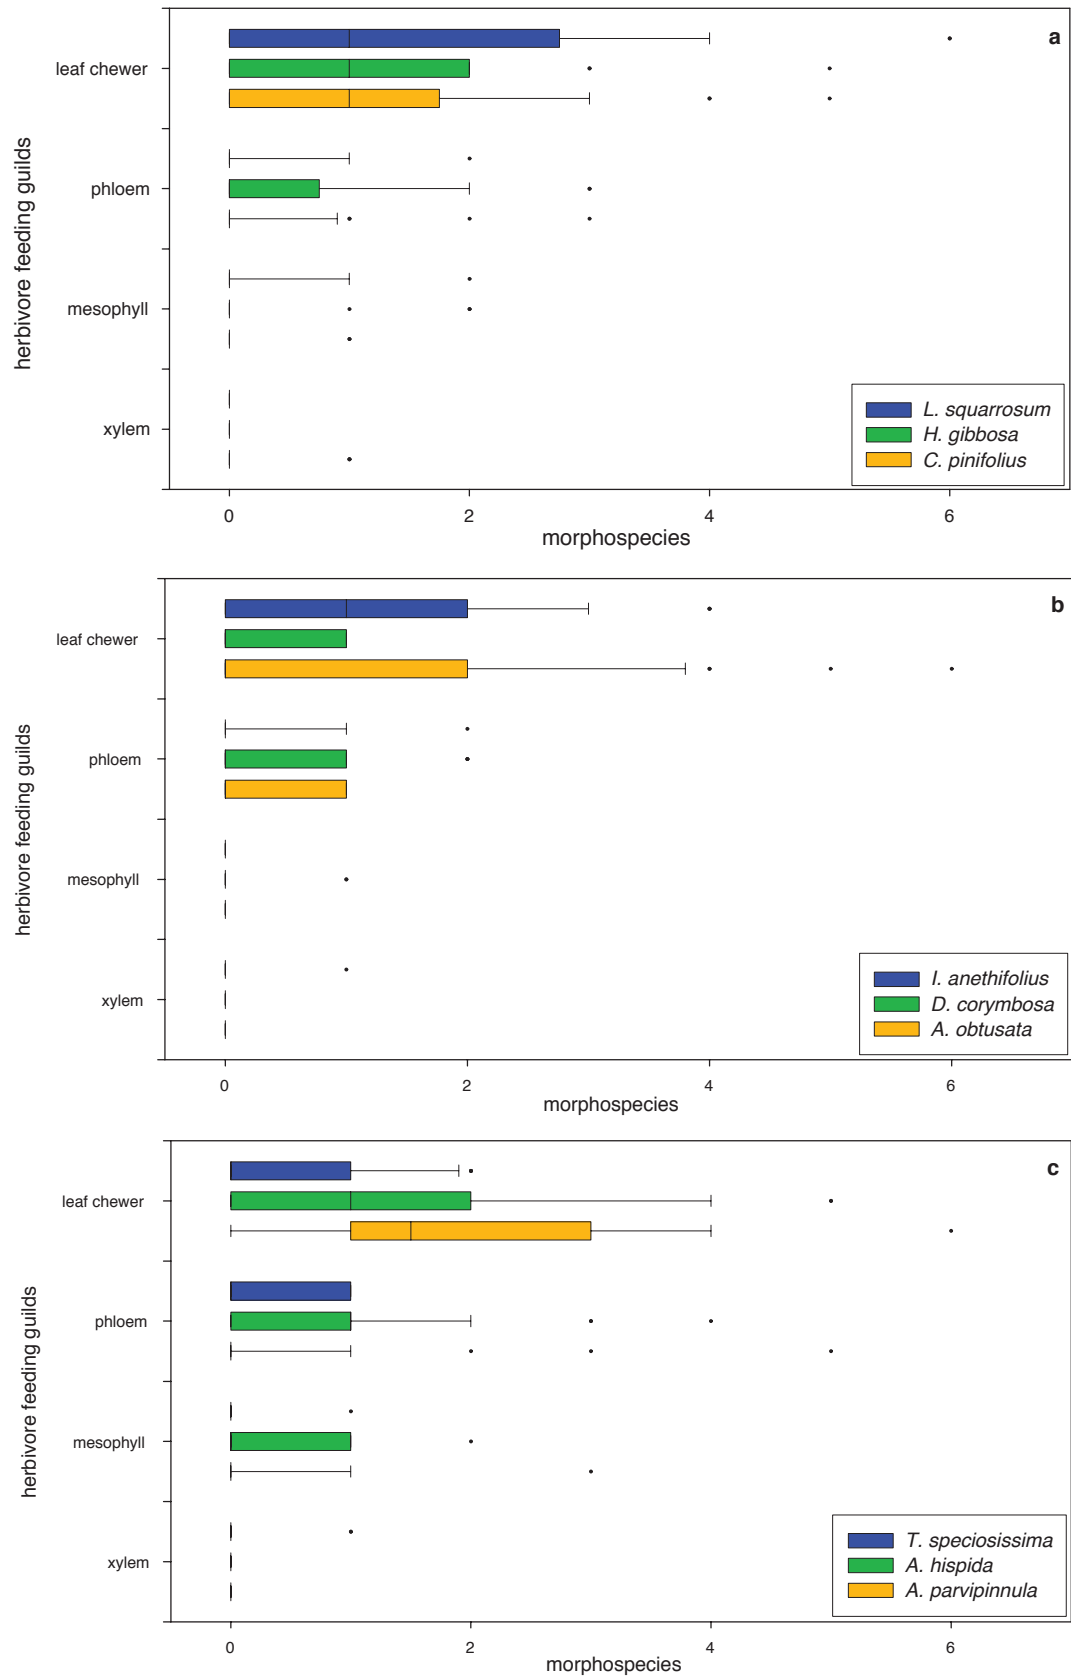 a
herbivore feeding guilds
leaf chewer
phloem
mesophyll
xylem
L. squarrosum
H. gibbosa
C. pinifolius
0 2 4 6
morphospecies
b
herbivore feeding guilds
leaf chewer
phloem
mesophyll
xylem
I. anethifolius
D. corymbosa
A. obtusata
0 2 4 6
morphospecies
c
herbivore feeding guilds
leaf chewer
phloem
mesophyll
xylem
T. speciosissima
A. hispida
A. parvipinnula
0 2 4 6
morphospecies